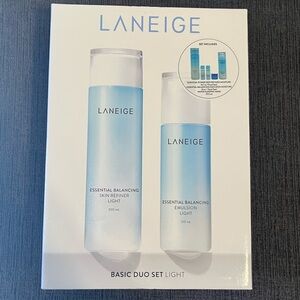 LANEIGE
SET INCLUDES
LANEIGE
LANEIGE
ESSENTIAL BALANCING
SKIN REFINER
LIGHT
ESSENTIAL BALANCING
EMULSION
LIGHT
BASIC DUO SET LIGHT